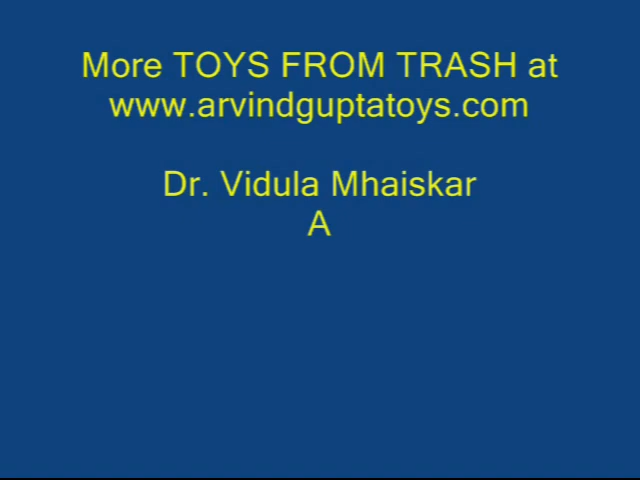 More TOYS FROM TRASH at
www.arvindguptatoys.com
Dr. Vidula Mhaiskar
A